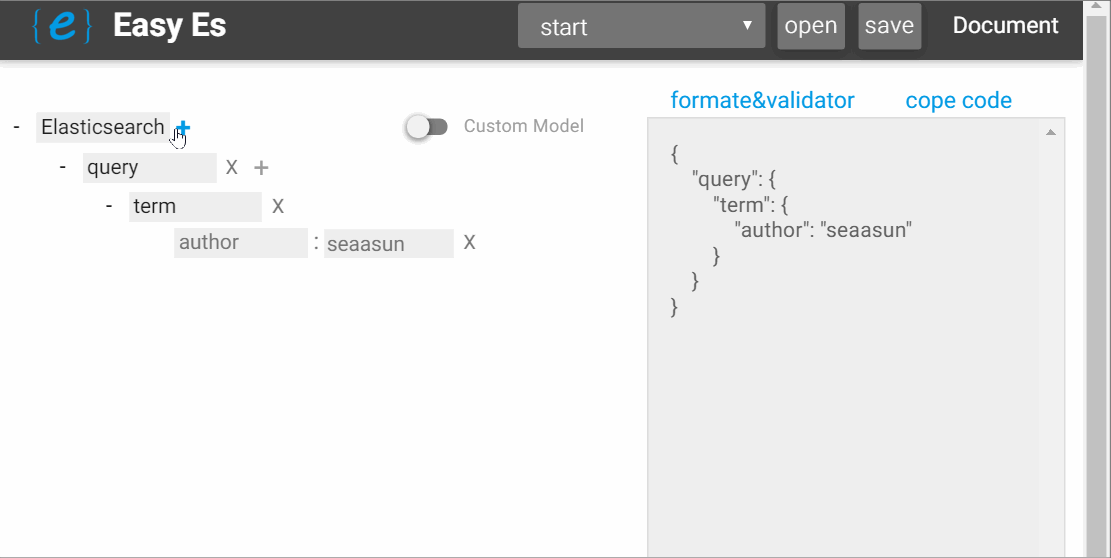 { e } Easy Es start ▼ open save Document
formate&validator cope code
- Elasticsearch + Custom Model
- query X +
- term X
author : seaasun X
{
"query": {
"term": {
"author": "seaasun"
}
}
}